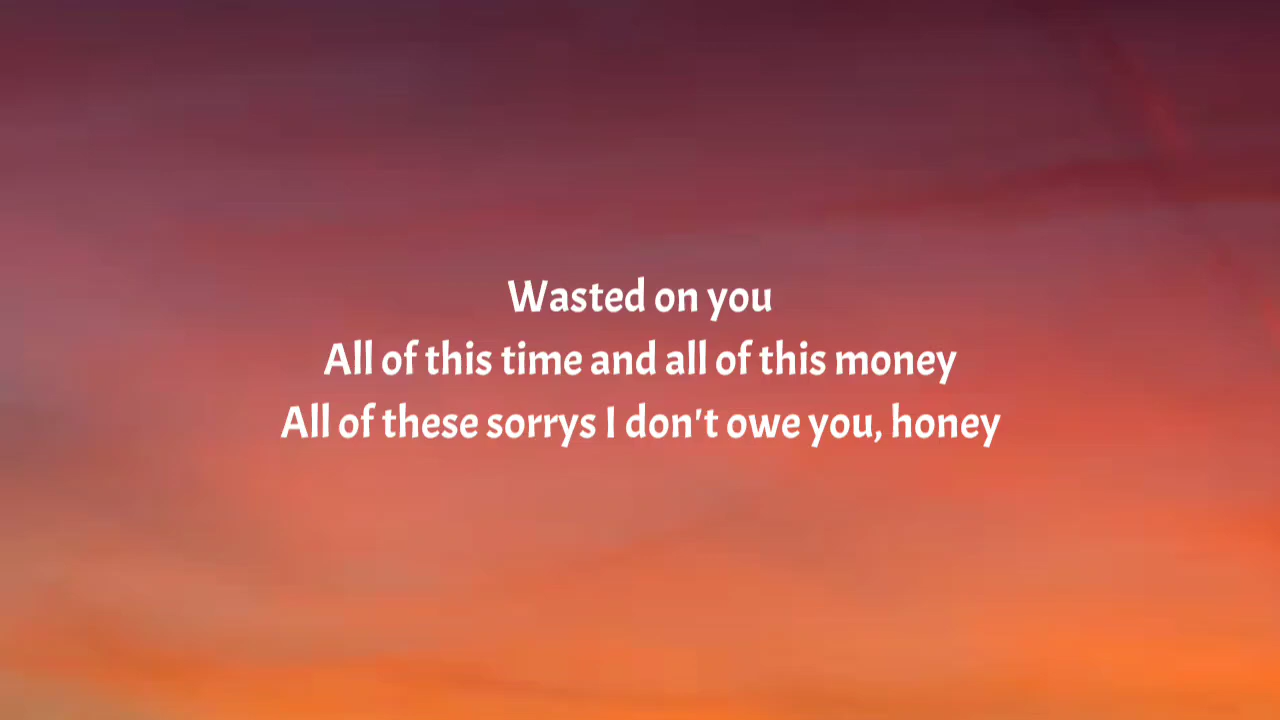 Wasted on you
All of this time and all of this money
All of these sorrys I don't owe you, honey